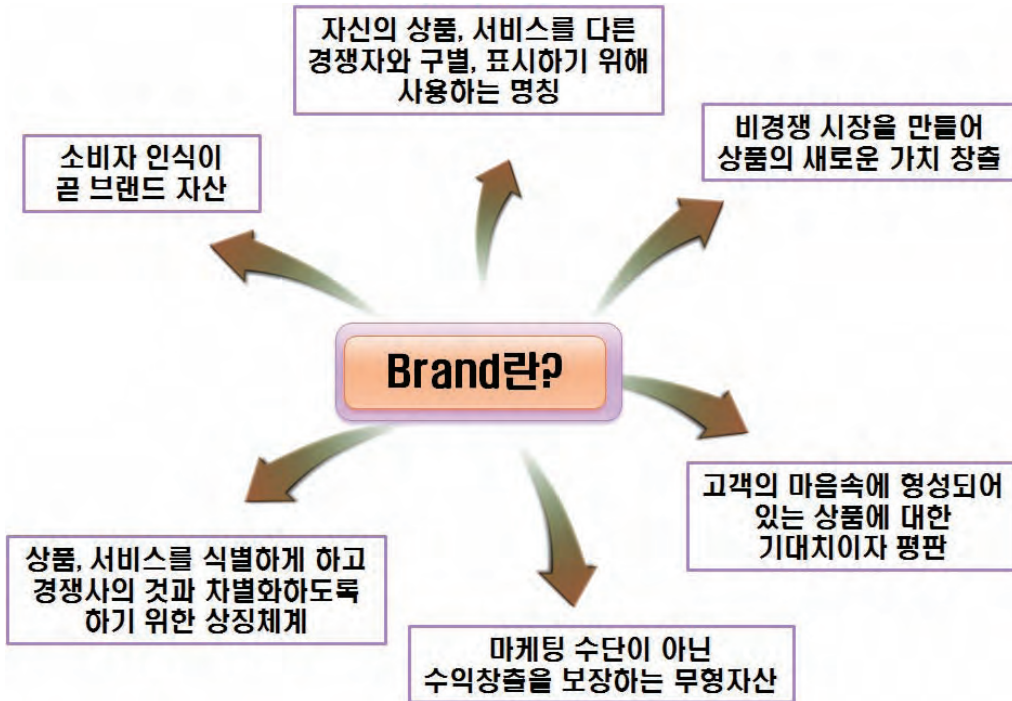 자신의 상품, 서비스를 다른
경쟁자와 구별, 표시하기 위해
사용하는 명칭
비경쟁 시장을 만들어
상품의 새로운 가치 창출
소비자 인식이
곧 브랜드 자산
Brand란?
고객의 마음속에 형성되어
있는 상품에 대한
기대치이자 평판
상품, 서비스를 식별하게 하고
경쟁사의 것과 차별화하도록
하기 위한 상징체계
마케팅 수단이 아닌
수익창출을 보장하는 무형자산